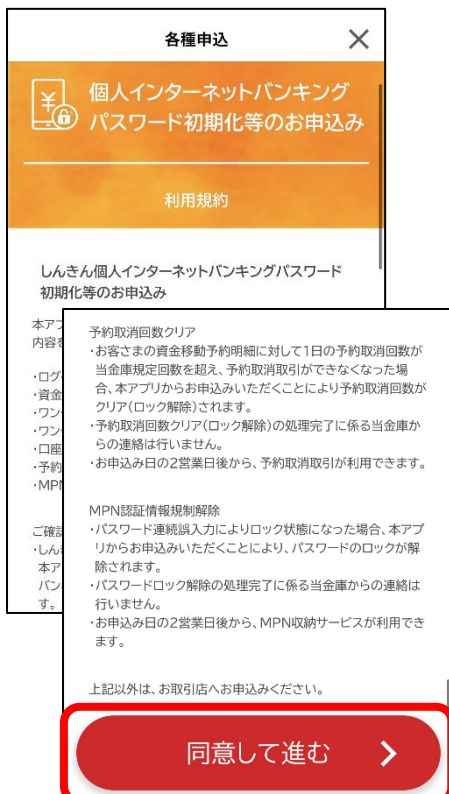 各種申込
個人インターネットバンキング
パスワード初期化等のお申込み
利用規約
しんきん個人インターネットバンキングパスワード
初期化等のお申込み
本アプ
内容を
・ログ
・資金
・ワン
・ワン
・口座
・予約
・MPN
ご確認
・しん
本ア
バン
す。
予約取消回数クリア
・お客さまの資金移動予約明細に対して1日の予約取消回数が
当金庫規定回数を超え、予約取消取引ができなくなった場
合、本アプリからお申込みいただくことにより予約取消回数が
クリア(ロック解除)されます。
・予約取消回数クリア(ロック解除)の処理完了に係る当金庫か
らの連絡は行いません。
・お申込み日の2営業日後から、予約取消取引が利用できます。
MPN認証情報規制解除
・パスワード連続誤入力によりロック状態になった場合、本アプ
リからお申込みいただくことにより、パスワードのロックが解
除されます。
・パスワードロック解除の処理完了に係る当金庫からの連絡は
行いません。
・お申込み日の2営業日後から、MPN収納サービスが利用でき
ます。
上記以外は、お取引店へお申込みください。
同意して進む